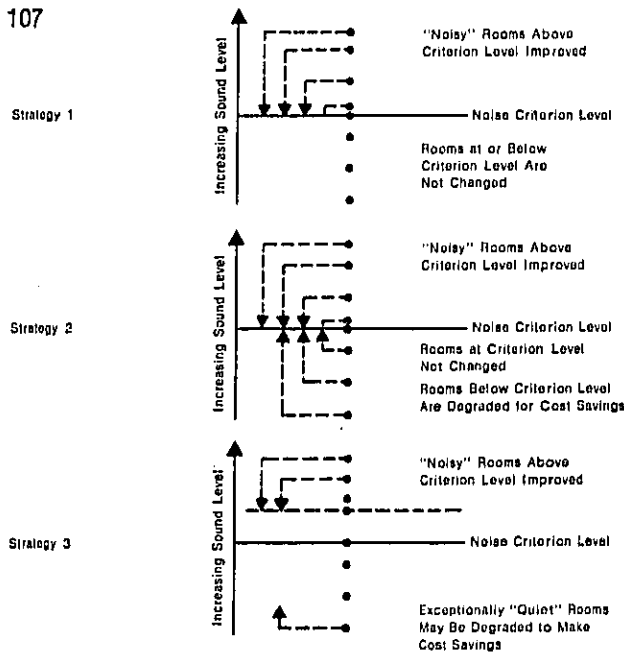 107
Increasing Sound Level
Strategy 1
"Noisy" Rooms Above
Criterion Level Improved
Noise Criterion Level
Rooms at or Below
Criterion Level Are
Not Changed
Increasing Sound Level
Strategy 2
"Noisy" Rooms Above
Criterion Level Improved
Noise Criterion Level
Rooms at Criterion Level
Not Changed
Rooms Below Criterion Level
Are Degraded for Cost Savings
Increasing Sound Level
Strategy 3
"Noisy" Rooms Above
Criterion Level Improved
Noise Criterion Level
Exceptionally "Quiet" Rooms
May Be Degraded to Make
Cost Savings